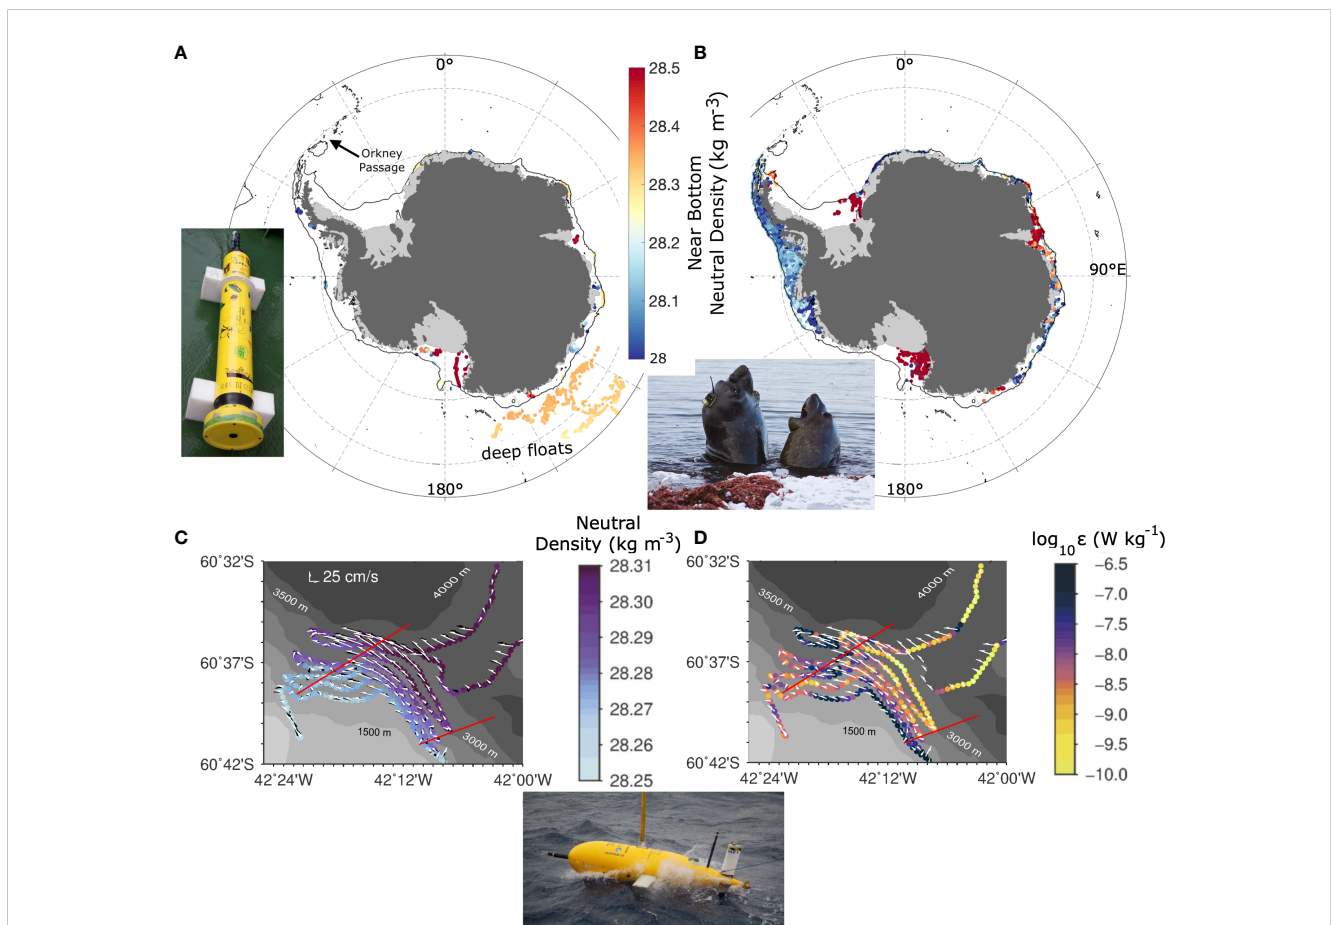 A
B
0°
Orkney
Passage
180°
deep floats
28.5
28.4
28.3
28.2
28.1
28
Near Bottom
Neutral Density (kg m-3)
90°E
180°
C
Neutral
Density (kg m-3)
60°32'S
60°37'S
60°42'S
25 cm/s
3500 m
4000 m
1500 m
3000 m
42°24'W
42°12'W
42°00'W
28.31
28.30
28.29
28.28
28.27
28.26
28.25
D
log10ε (W kg-1)
60°32'S
60°37'S
60°42'S
3500 m
4000 m
1500 m
3000 m
42°24'W
42°12'W
42°00'W
−6.5
−7.0
−7.5
−8.0
−8.5
−9.0
−9.5
−10.0
0°